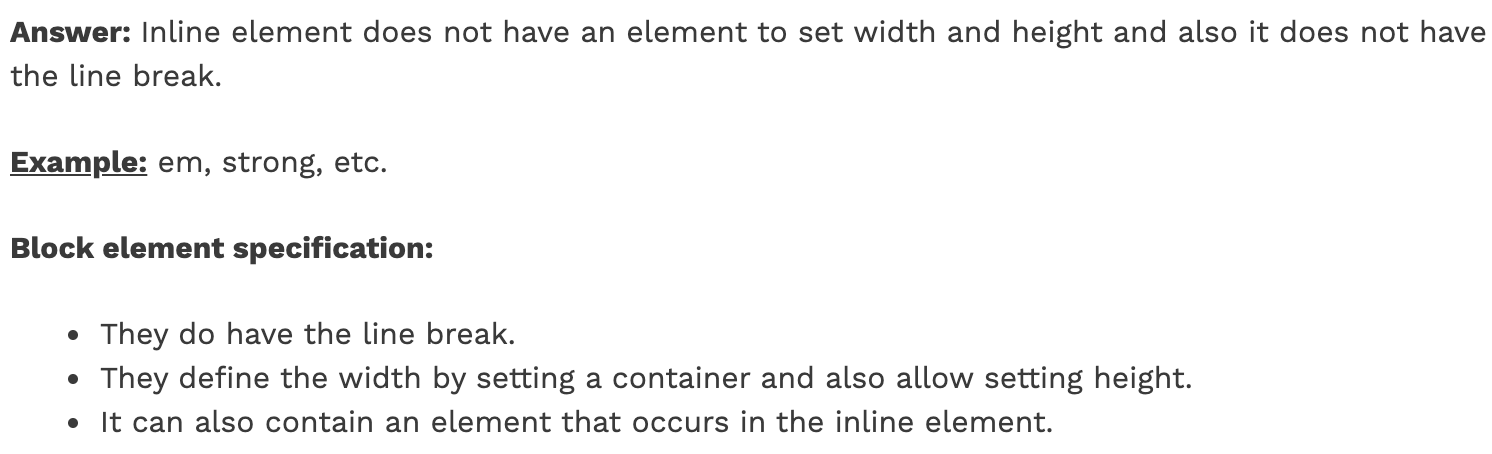 Answer: Inline element does not have an element to set width and height and also it does not have
the line break.
Example: em, strong, etc.
Block element specification:
• They do have the line break.
• They define the width by setting a container and also allow setting height.
• It can also contain an element that occurs in the inline element.